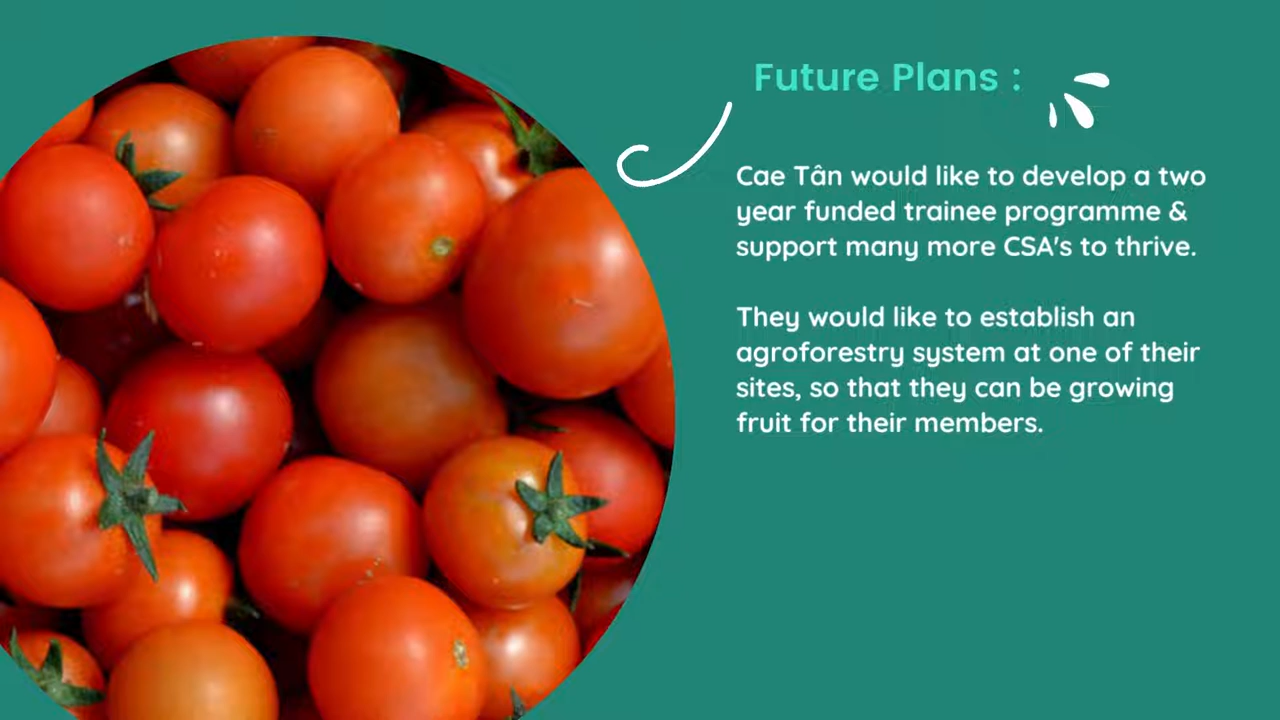 Future Plans :
Cae Tân would like to develop a two
year funded trainee programme &
support many more CSA's to thrive.
They would like to establish an
agroforestry system at one of their
sites, so that they can be growing
fruit for their members.